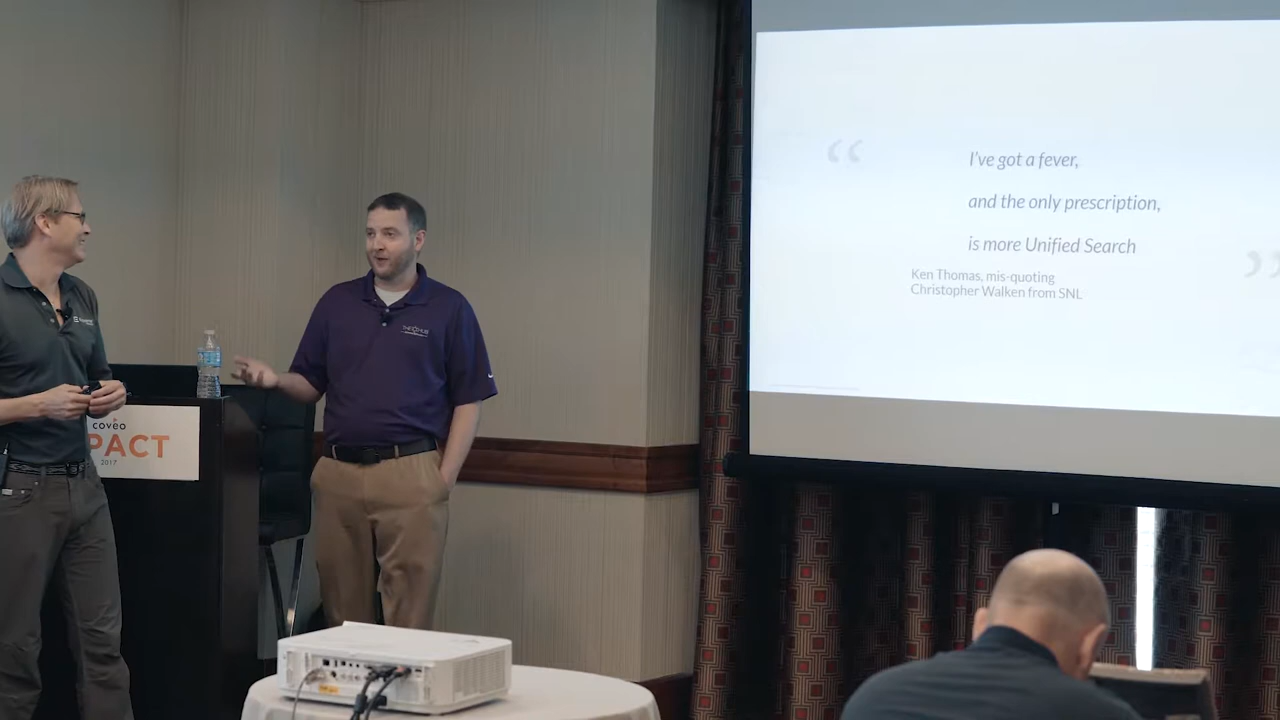 “
I've got a fever,
and the only prescription,
is more Unified Search
”
Ken Thomas, mis-quoting
Christopher Walken from SNL
coveo
PACT
2017